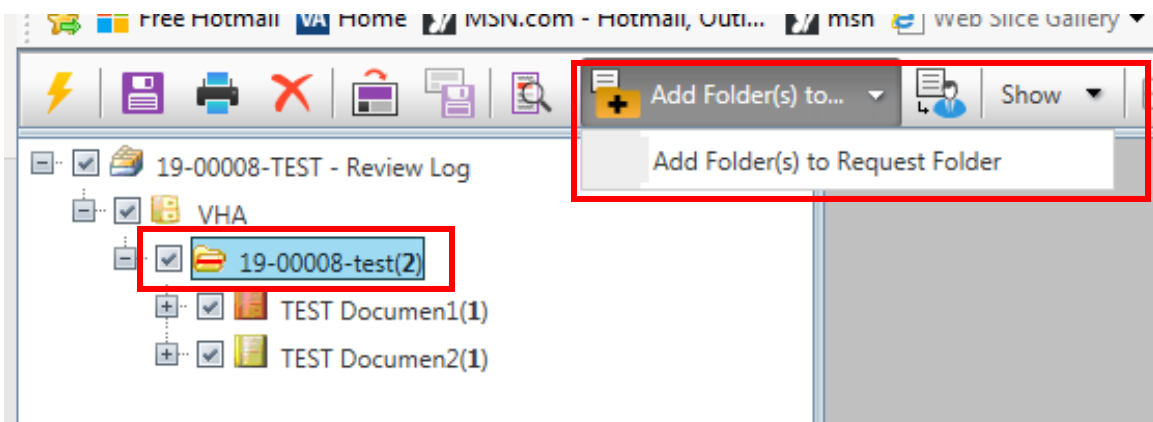 Free Hotmail VA Home MSN.com - Hotmail, Outl... msn Web Slice Gallery
Add Folder(s) to... Show
Add Folder(s) to Request Folder
19-00008-TEST - Review Log
VHA
19-00008-test(2)
TEST Documen1(1)
TEST Documen2(1)